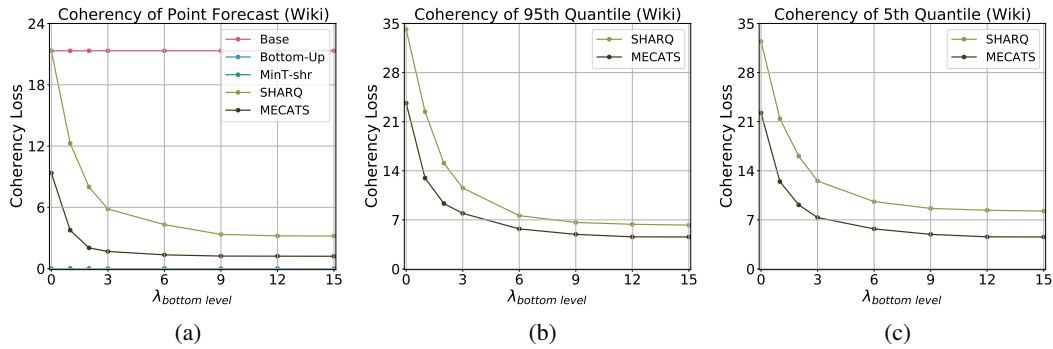 Coherency of Point Forecast (Wiki)
Coherency Loss
24
18
12
6
0
0 3 6 9 12 15
λbottom level
Base
Bottom-Up
MinT-shr
SHARQ
MECATS
(a)
Coherency of 95th Quantile (Wiki)
Coherency Loss
35
28
21
14
7
0
0 3 6 9 12 15
λbottom level
SHARQ
MECATS
(b)
Coherency of 5th Quantile (Wiki)
Coherency Loss
35
28
21
14
7
0
0 3 6 9 12 15
λbottom level
SHARQ
MECATS
(c)